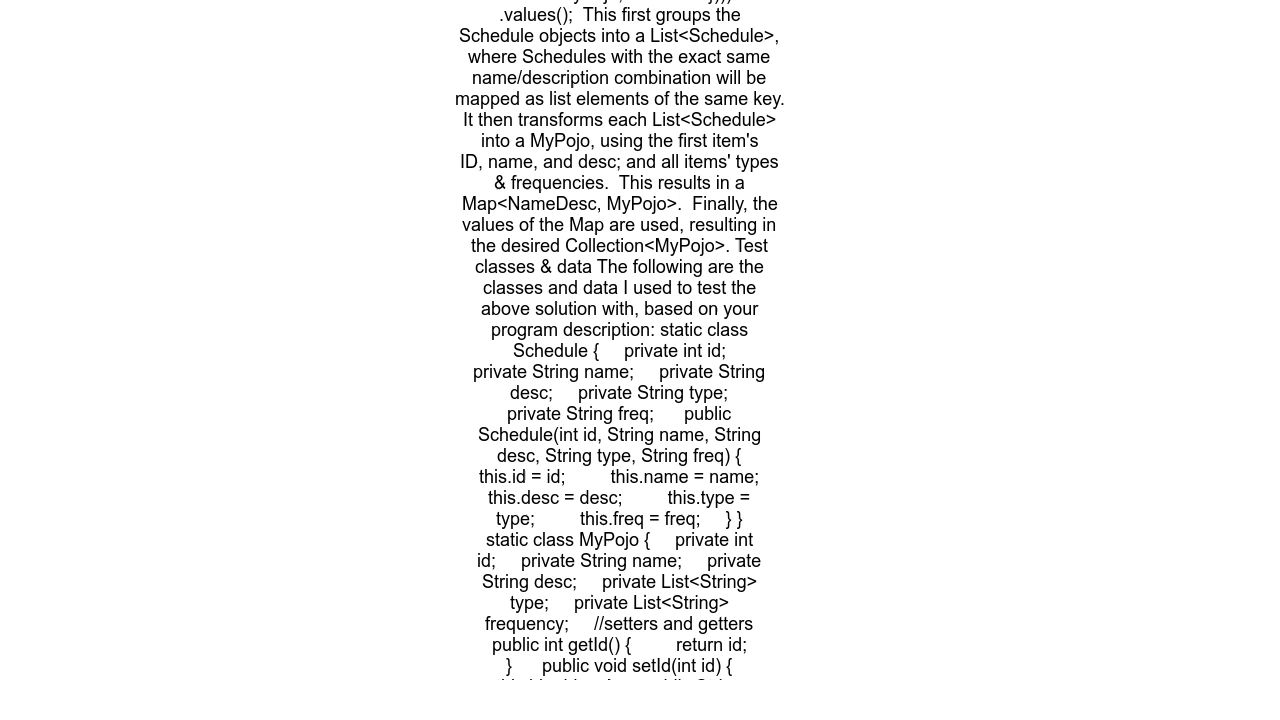 .values();  This first groups the
Schedule objects into a List<Schedule>,
where Schedules with the exact same
name/description combination will be
mapped as list elements of the same key.
It then transforms each List<Schedule>
into a MyPojo, using the first item's
ID, name, and desc; and all items' types
& frequencies.  This results in a
Map<NameDesc, MyPojo>.  Finally, the
values of the Map are used, resulting in
the desired Collection<MyPojo>. Test
classes & data The following are the
classes and data I used to test the
above solution with, based on your
program description: static class
Schedule {     private int id;
private String name;     private String
desc;     private String type;
private String freq;      public
Schedule(int id, String name, String
desc, String type, String freq) {
this.id = id;         this.name = name;
this.desc = desc;         this.type =
type;         this.freq = freq;     } }
static class MyPojo {     private int
id;     private String name;     private
String desc;     private List<String>
type;     private List<String>
frequency;     //setters and getters
public int getId() {         return id;
}      public void setId(int id) {